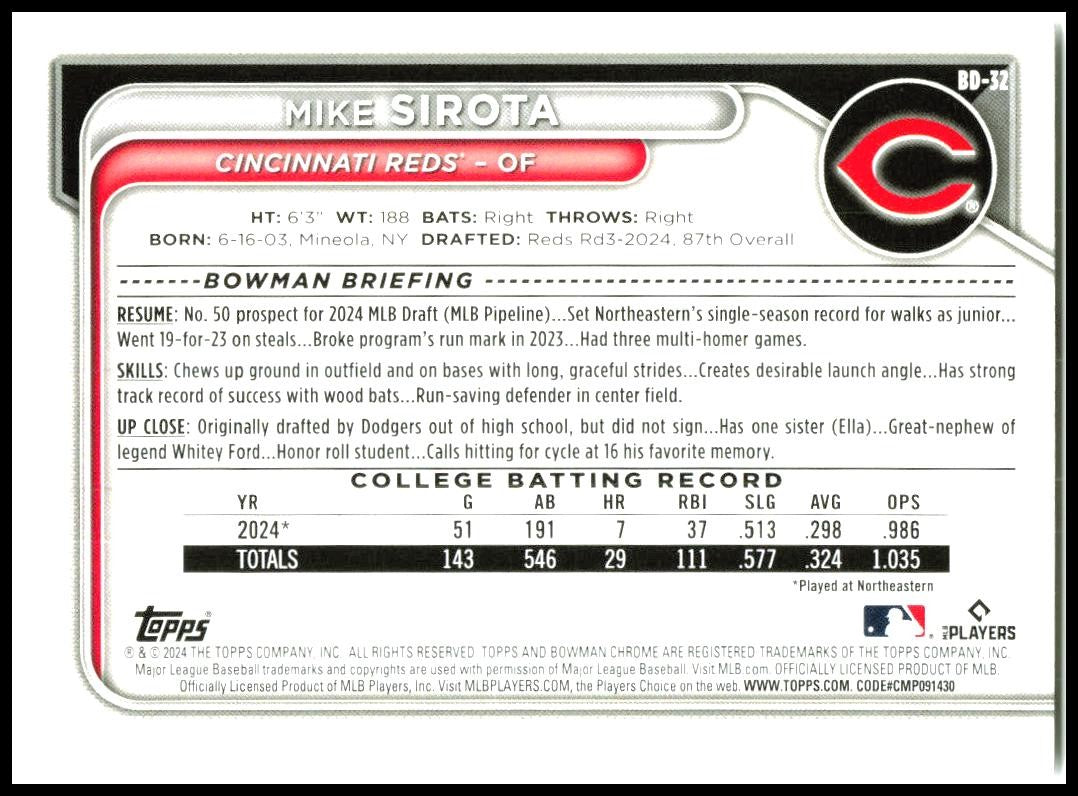 BD-32
MIKE SIROTA
CINCINNATI REDS® - OF
C
®
HT: 6'3" WT: 188 BATS: Right THROWS: Right
BORN: 6-16-03, Mineola, NY DRAFTED: Reds Rd3-2024, 87th Overall
-------BOWMAN BRIEFING -----------------------------------------
RESUME: No. 50 prospect for 2024 MLB Draft (MLB Pipeline)...Set Northeastern's single-season record for walks as junior...
Went 19-for-23 on steals...Broke program's run mark in 2023...Had three multi-homer games.
SKILLS: Chews up ground in outfield and on bases with long, graceful strides...Creates desirable launch angle...Has strong
track record of success with wood bats...Run-saving defender in center field.
UP CLOSE: Originally drafted by Dodgers out of high school, but did not sign...Has one sister (Ella)...Great-nephew of
legend Whitey Ford...Honor roll student...Calls hitting for cycle at 16 his favorite memory.
COLLEGE BATTING RECORD
YR G AB HR RBI SLG AVG OPS
2024* 51 191 7 37 .513 .298 .986
TOTALS 143 546 29 111 .577 .324 1.035
*Played at Northeastern
Topps®
MLB PLAYERS
® & © 2024 THE TOPPS COMPANY, INC. ALL RIGHTS RESERVED. TOPPS AND BOWMAN CHROME ARE REGISTERED TRADEMARKS OF THE TOPPS COMPANY, INC.
Major League Baseball trademarks and copyrights are used with permission of Major League Baseball. Visit MLB.com. OFFICIALLY LICENSED PRODUCT OF MLB.
Officially Licensed Product of MLB Players, Inc. Visit MLBPLAYERS.COM, the Players Choice on the web. WWW.TOPPS.COM. CODE#CMP091430